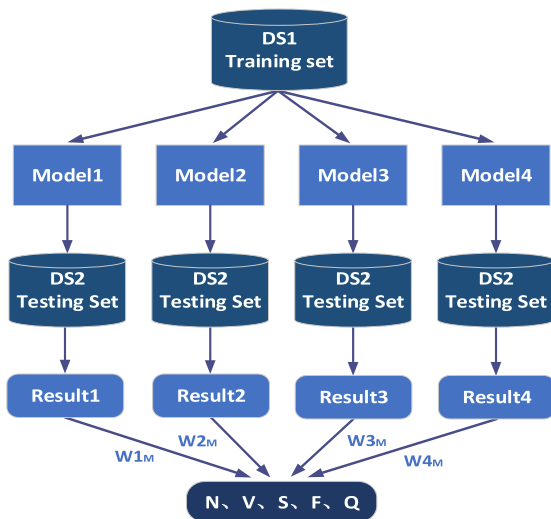 DS1
Training set
Model1
Model2
Model3
Model4
DS2
Testing Set
DS2
Testing Set
DS2
Testing Set
DS2
Testing Set
Result1
Result2
Result3
Result4
W1M
W2M
W3M
W4M
N、V、S、F、Q